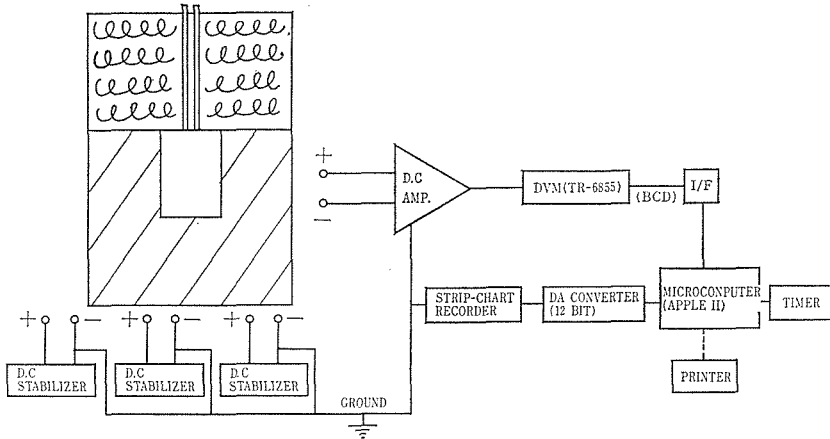 +
−
D.C
AMP.
DVM(TR-6855)
(BCD)
I/F
STRIP-CHART
RECORDER
DA CONVERTER
(12 BIT)
MICROCONPUTER
(APPLE II)
TIMER
PRINTER
+ − + − + −
D.C
STABILIZER
D.C
STABILIZER
D.C
STABILIZER
GROUND